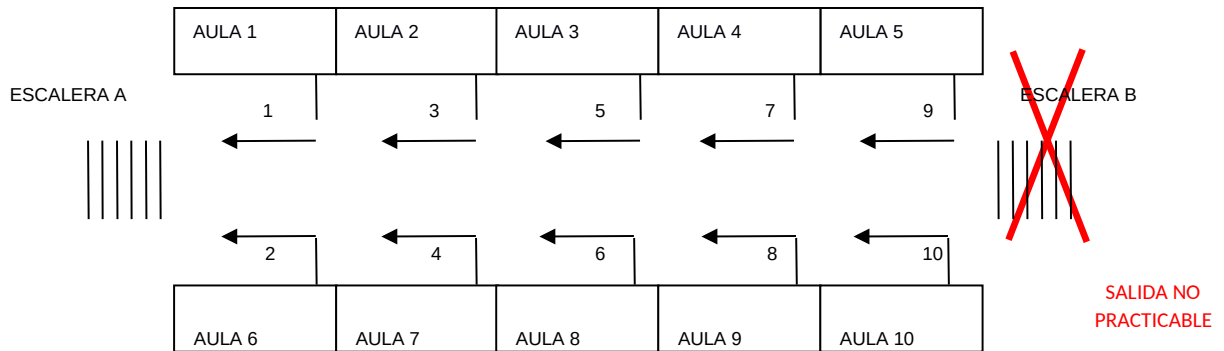 AULA 1 AULA 2 AULA 3 AULA 4 AULA 5
ESCALERA A ESCALERA B
1 3 5 7 9
2 4 6 8 10
SALIDA NO
PRACTICABLE
AULA 6 AULA 7 AULA 8 AULA 9 AULA 10